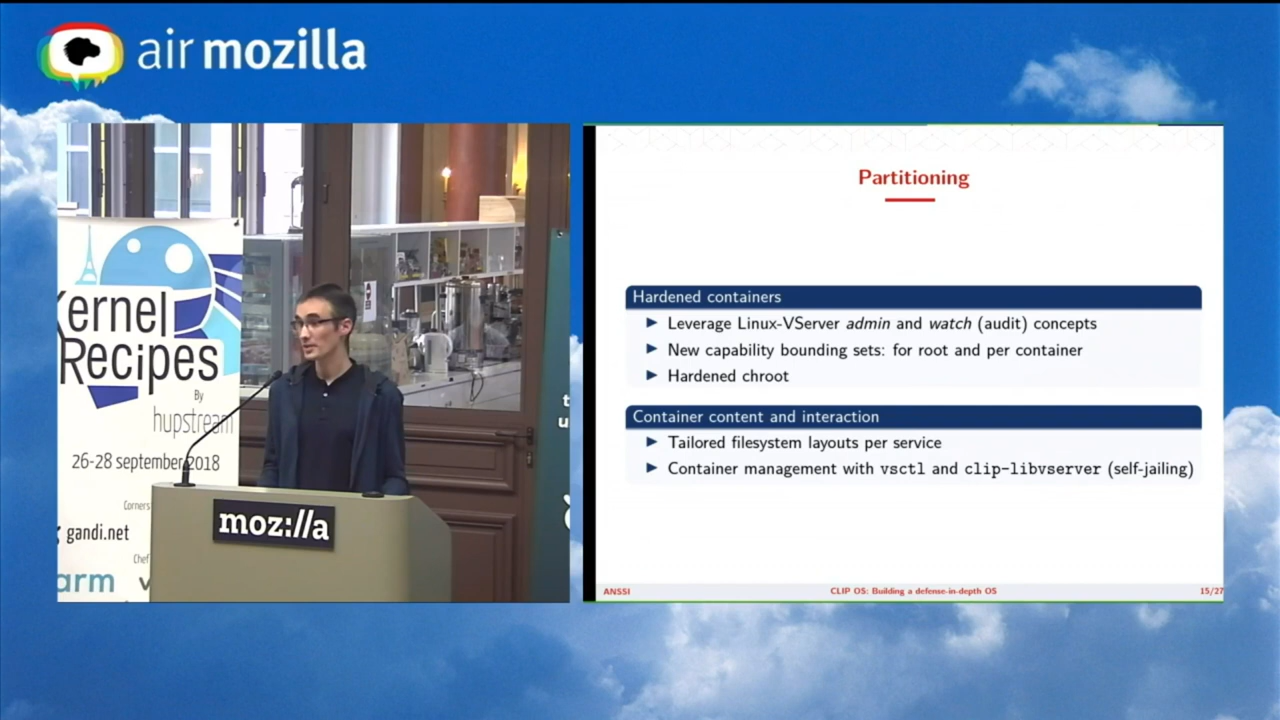 air mozilla
Kernel
Recipes
By
hupstream
26-28 september 2018
Corners
gandi.net
Chef
arm
moz://a
Partitioning
Hardened containers
Leverage Linux-VServer admin and watch (audit) concepts
New capability bounding sets: for root and per container
Hardened chroot
Container content and interaction
Tailored filesystem layouts per service
Container management with vsctl and clip-libvserver (self-jailing)
ANSSI
CLIP OS: Building a defense-in-depth OS
15/27